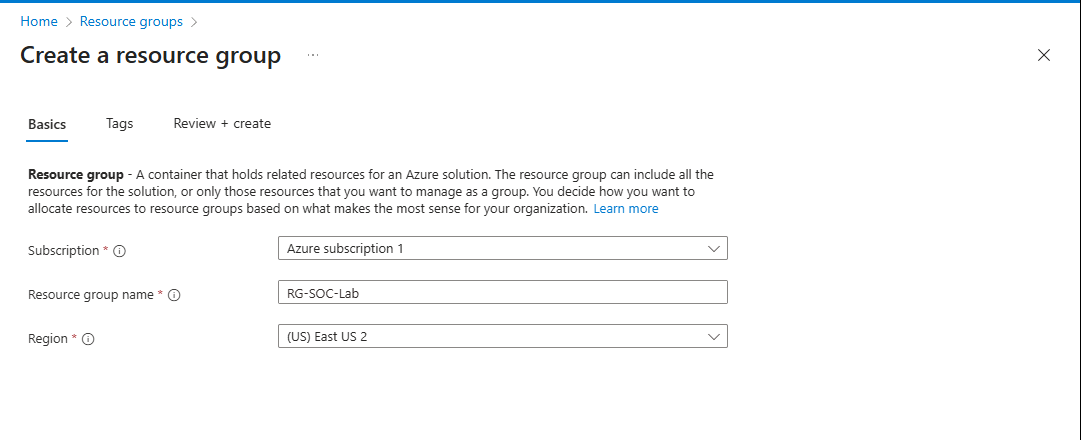 Home > Resource groups >
Create a resource group ...
Basics Tags Review + create
Resource group - A container that holds related resources for an Azure solution. The resource group can include all the
resources for the solution, or only those resources that you want to manage as a group. You decide how you want to
allocate resources to resource groups based on what makes the most sense for your organization. Learn more
Subscription * Azure subscription 1
Resource group name * RG-SOC-Lab
Region * (US) East US 2